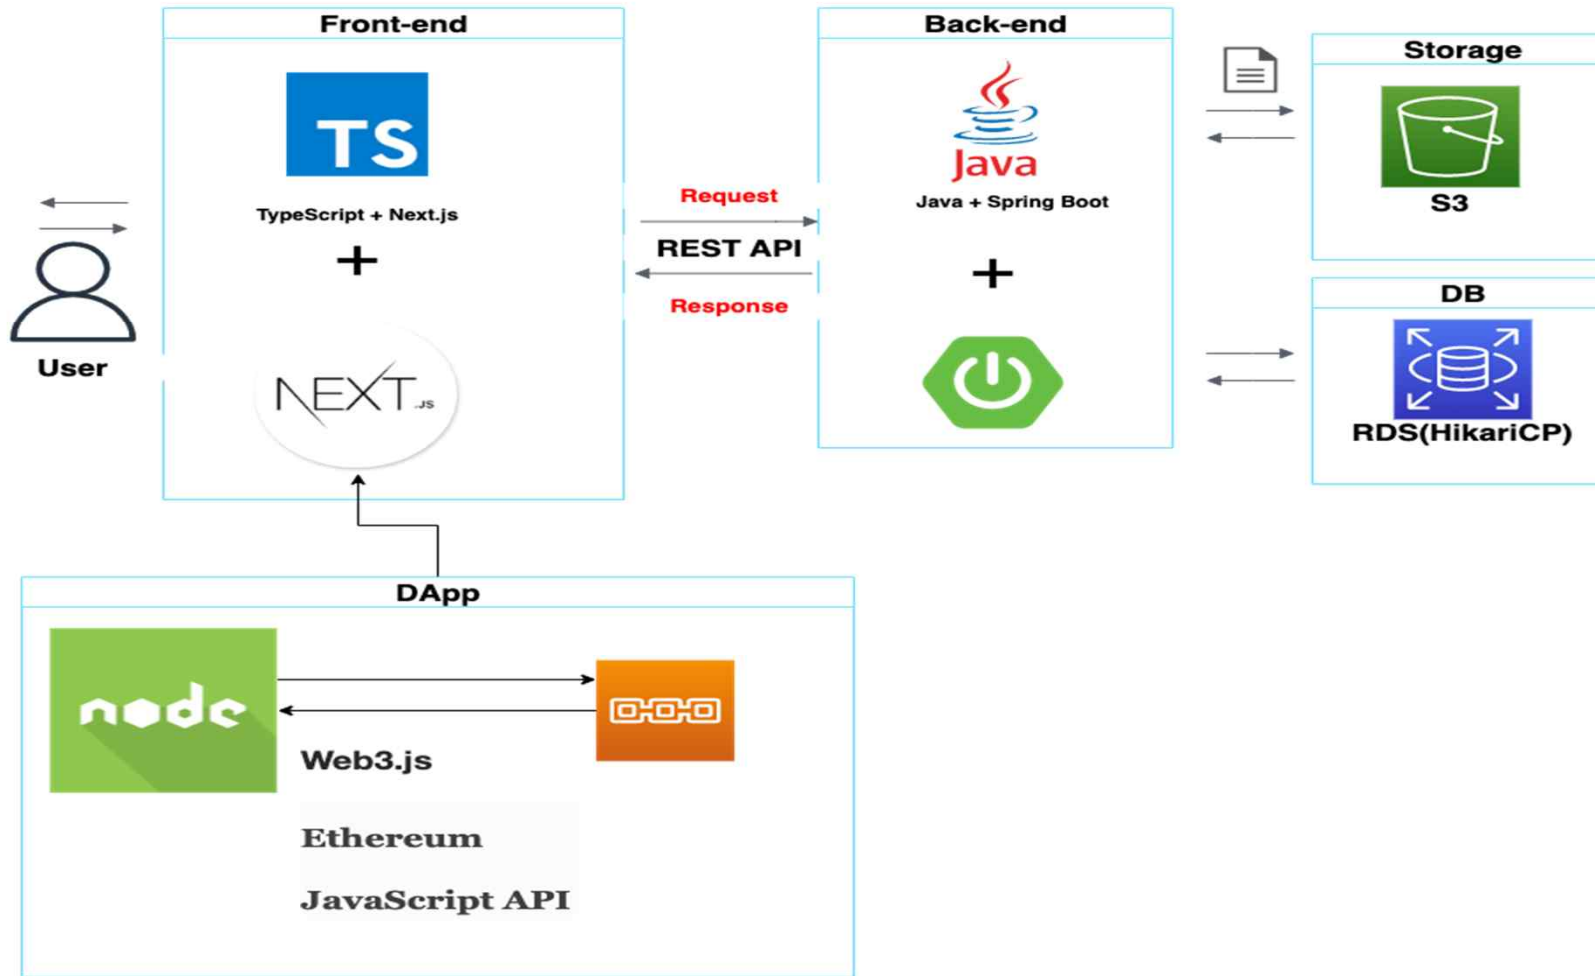 Front-end
TS
TypeScript + Next.js
+
NEXT.JS
User
Request
REST API
Response
Back-end
Java
Java + Spring Boot
+
Storage
S3
DB
RDS(HikariCP)
DApp
node
Web3.js
Ethereum
JavaScript API